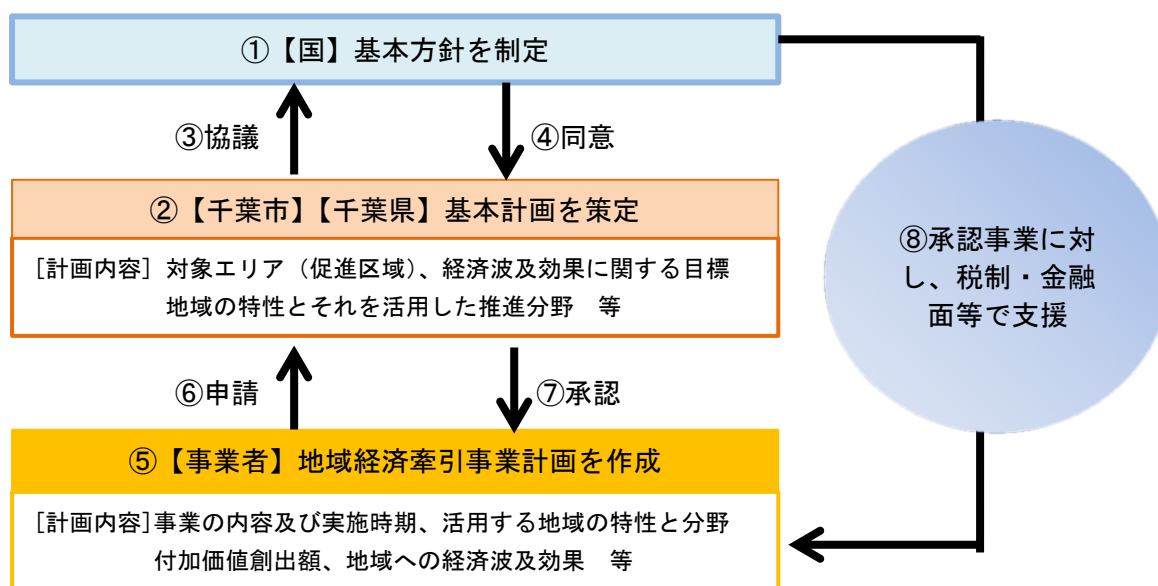 ①【国】基本方針を制定
③協議
④同意
②【千葉市】【千葉県】基本計画を策定
[計画内容] 対象エリア（促進区域）、経済波及効果に関する目標
地域の特性とそれを活用した推進分野　等
⑥申請
⑦承認
⑤【事業者】地域経済牽引事業計画を作成
[計画内容]事業の内容及び実施時期、活用する地域の特性と分野
付加価値創出額、地域への経済波及効果　等
⑧承認事業に対
し、税制・金融
面等で支援